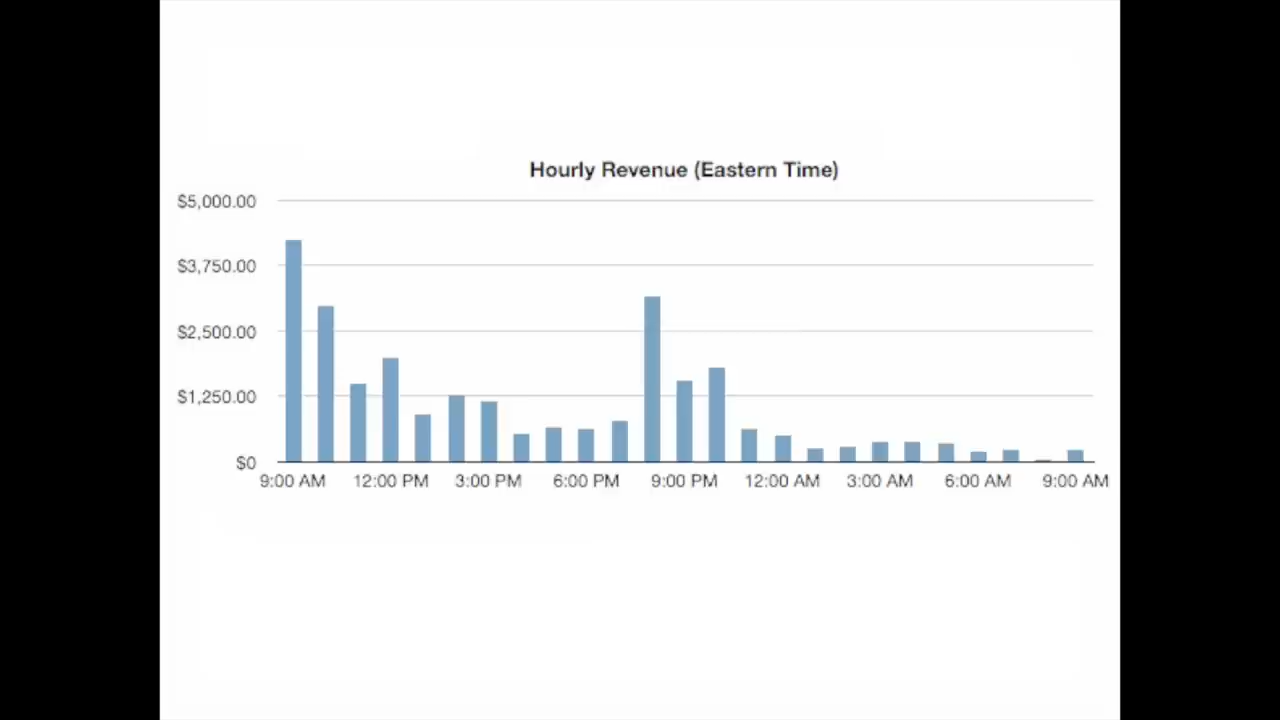 Hourly Revenue (Eastern Time)
$5,000.00
$3,750.00
$2,500.00
$1,250.00
$0
9:00 AM 12:00 PM 3:00 PM 6:00 PM 9:00 PM 12:00 AM 3:00 AM 6:00 AM 9:00 AM